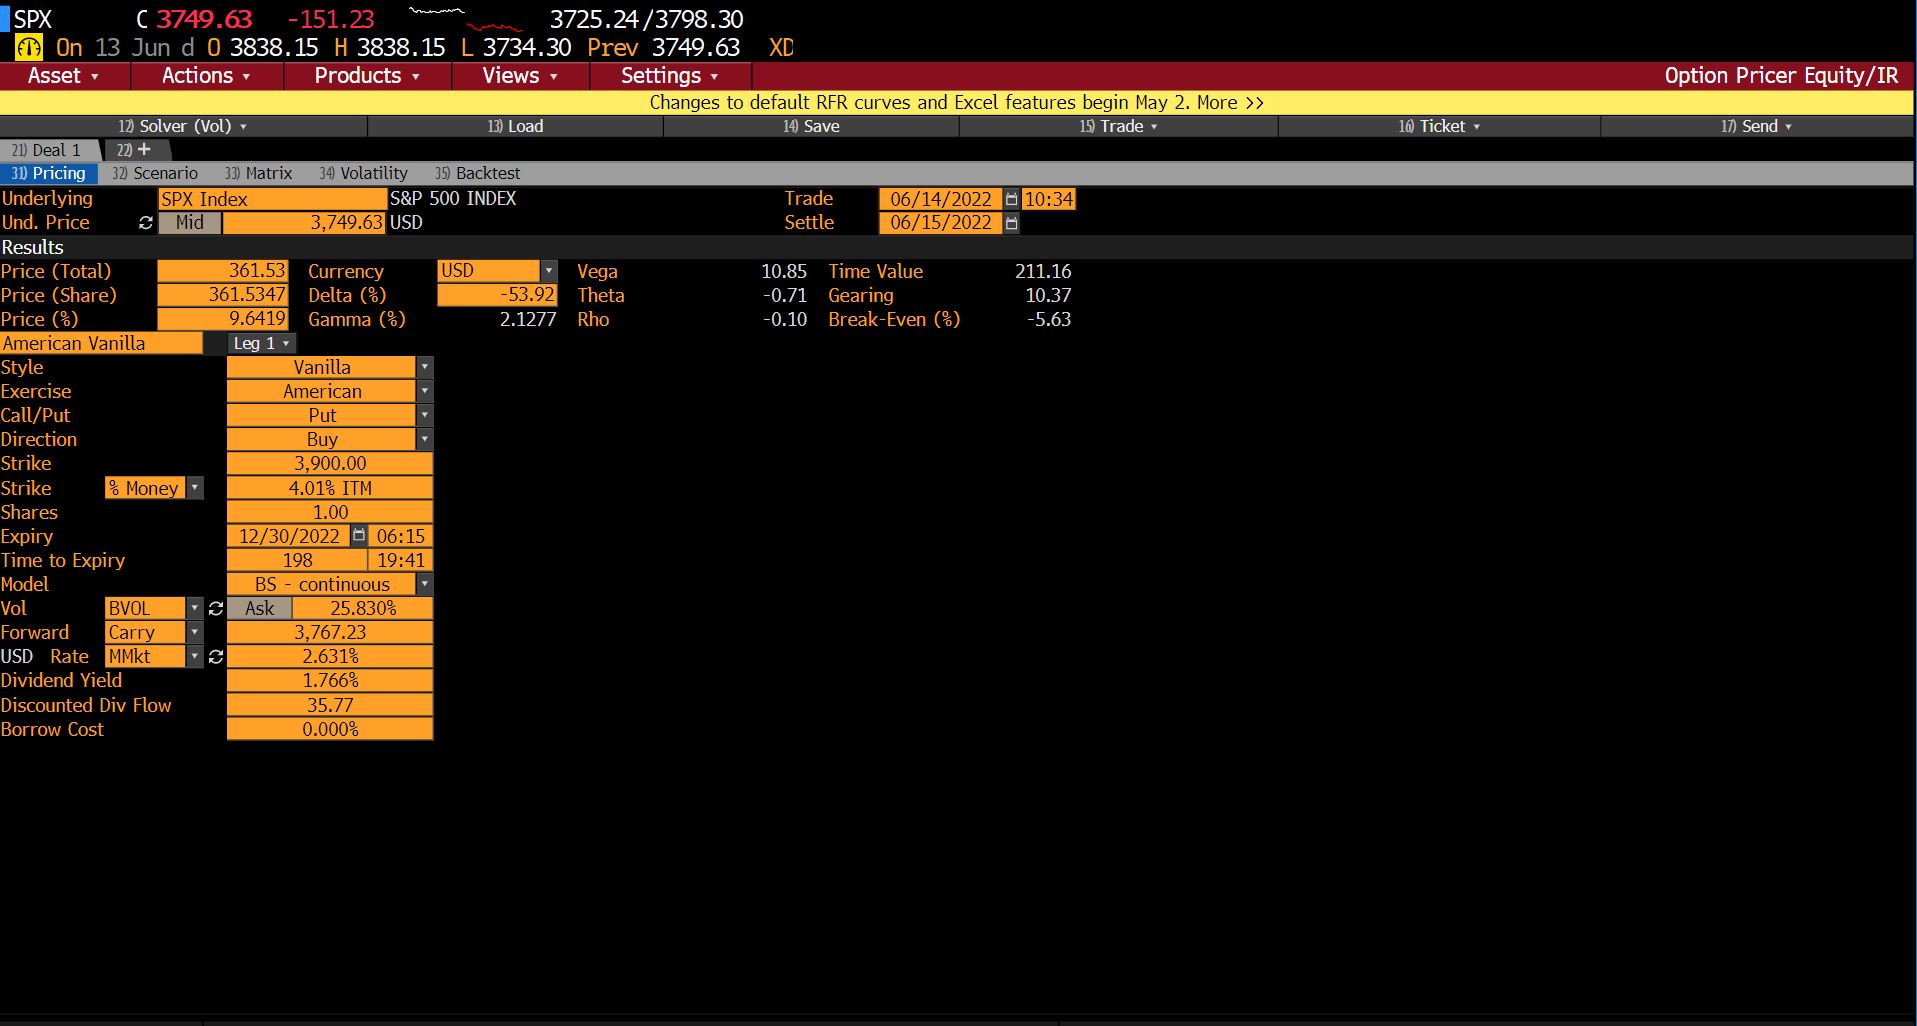 SPX C 3749.63 -151.23 3725.24/3798.30
On 13 Jun d O 3838.15 H 3838.15 L 3734.30 Prev 3749.63 XD
Asset Actions Products Views Settings Option Pricer Equity/IR
Changes to default RFR curves and Excel features begin May 2. More >>
12) Solver (Vol) 13) Load 14) Save 15) Trade 16) Ticket 17) Send
21) Deal 1 22) +
31) Pricing 32) Scenario 33) Matrix 34) Volatility 35) Backtest
Underlying SPX Index S&P 500 INDEX Trade 06/14/2022 10:34
Und. Price Mid 3,749.63 USD Settle 06/15/2022
Results
Price (Total) 361.53 Currency USD Vega 10.85 Time Value 211.16
Price (Share) 361.5347 Delta (%) -53.92 Theta -0.71 Gearing 10.37
Price (%) 9.6419 Gamma (%) 2.1277 Rho -0.10 Break-Even (%) -5.63
American Vanilla Leg 1
Style Vanilla
Exercise American
Call/Put Put
Direction Buy
Strike 3,900.00
Strike % Money 4.01% ITM
Shares 1.00
Expiry 12/30/2022 06:15
Time to Expiry 198 19:41
Model BS - continuous
Vol BVOL Ask 25.830%
Forward Carry 3,767.23
USD Rate MMkt 2.631%
Dividend Yield 1.766%
Discounted Div Flow 35.77
Borrow Cost 0.000%